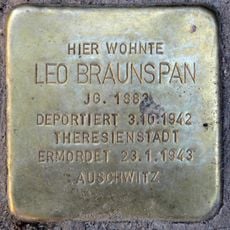 HIER WOHNTE
LEO BRAUNSPAN
JG. 1883
DEPORTIERT 3.10.1942
THERESIENSTADT
ERMORDET 23.1.1943
AUSCHWITZ